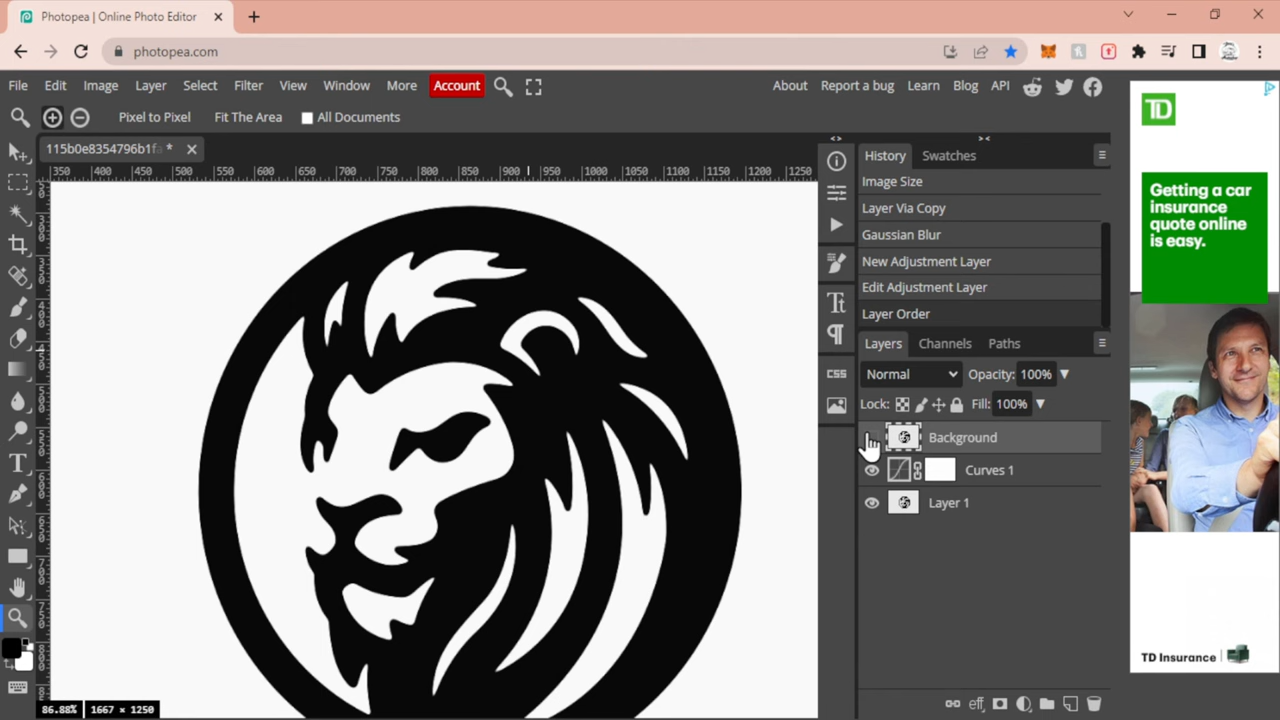 Photopea | Online Photo Editor
photopea.com
File Edit Image Layer Select Filter View Window More Account About Report a bug Learn Blog API
Pixel to Pixel Fit The Area All Documents
115b0e8354796b1fa *
350 400 450 500 550 600 650 700 750 800 850 900 950 1000 1050 1100 1150 1200 1250
History Swatches
Image Size
Layer Via Copy
Gaussian Blur
New Adjustment Layer
Edit Adjustment Layer
Layer Order
Layers Channels Paths
Normal Opacity: 100%
Lock: Fill: 100%
Background
Curves 1
Layer 1
CSS
eff
86.88% 1667 × 1250
TD
Getting a car
insurance
quote online
is easy.
TD Insurance